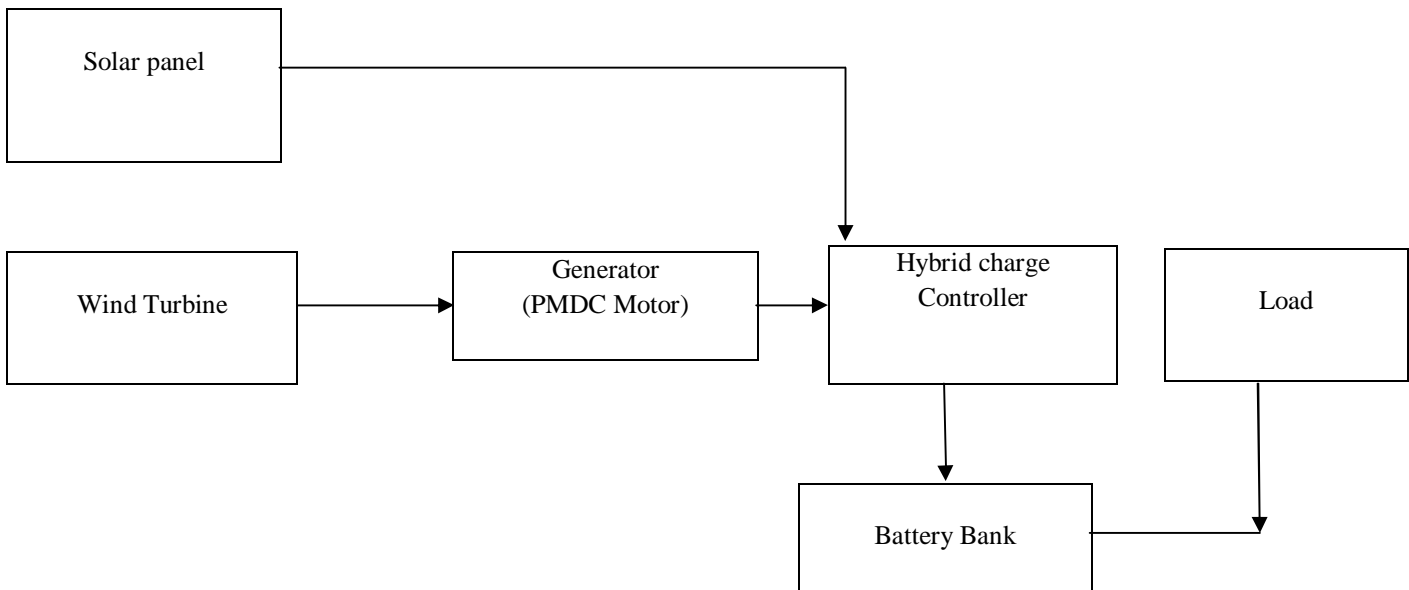 Solar panel
Wind Turbine
Generator
(PMDC Motor)
Hybrid charge
Controller
Load
Battery Bank